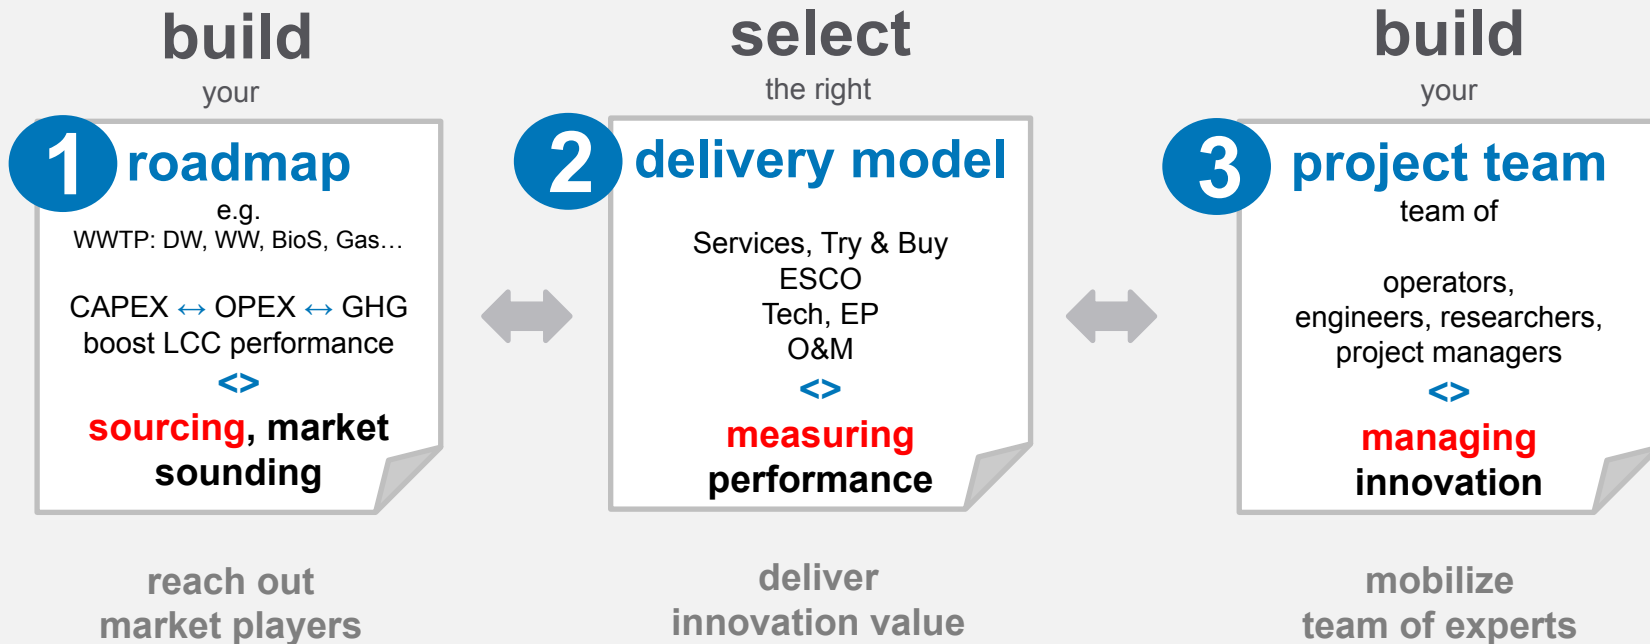 build
your
1 roadmap
e.g.
WWTP: DW, WW, BioS, Gas…
CAPEX ↔ OPEX ↔ GHG
boost LCC performance
<>
sourcing, market
sounding
reach out
market players
select
the right
2 delivery model
Services, Try & Buy
ESCO
Tech, EP
O&M
<>
measuring
performance
deliver
innovation value
build
your
3 project team
team of
operators,
engineers, researchers,
project managers
<>
managing
innovation
mobilize
team of experts